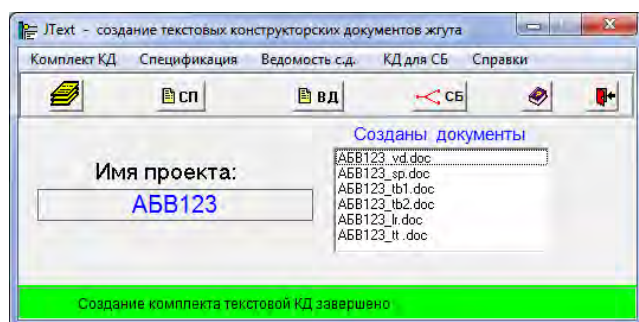 JText - создание текстовых конструкторских документов жгута
Комплект КД Спецификация Ведомость с.д. КД для СБ Справки
СП ВД СБ
Созданы документы
Имя проекта:
АБВ123
АБВ123_vd.doc
АБВ123_sp.doc
АБВ123_tb1.doc
АБВ123_tb2.doc
АБВ123_lr.doc
АБВ123_tt .doc
Создание комплекта текстовой КД завершено